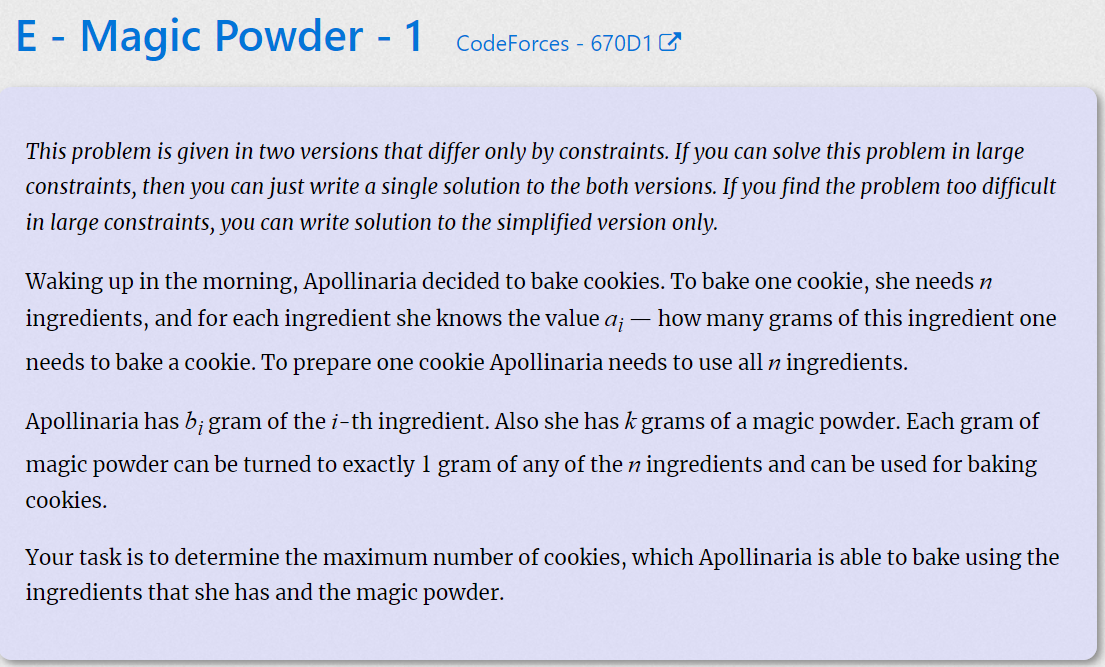 E - Magic Powder - 1 CodeForces - 670D1
This problem is given in two versions that differ only by constraints. If you can solve this problem in large
constraints, then you can just write a single solution to the both versions. If you find the problem too difficult
in large constraints, you can write solution to the simplified version only.
Waking up in the morning, Apollinaria decided to bake cookies. To bake one cookie, she needs n
ingredients, and for each ingredient she knows the value aᵢ — how many grams of this ingredient one
needs to bake a cookie. To prepare one cookie Apollinaria needs to use all n ingredients.
Apollinaria has bᵢ gram of the i-th ingredient. Also she has k grams of a magic powder. Each gram of
magic powder can be turned to exactly 1 gram of any of the n ingredients and can be used for baking
cookies.
Your task is to determine the maximum number of cookies, which Apollinaria is able to bake using the
ingredients that she has and the magic powder.